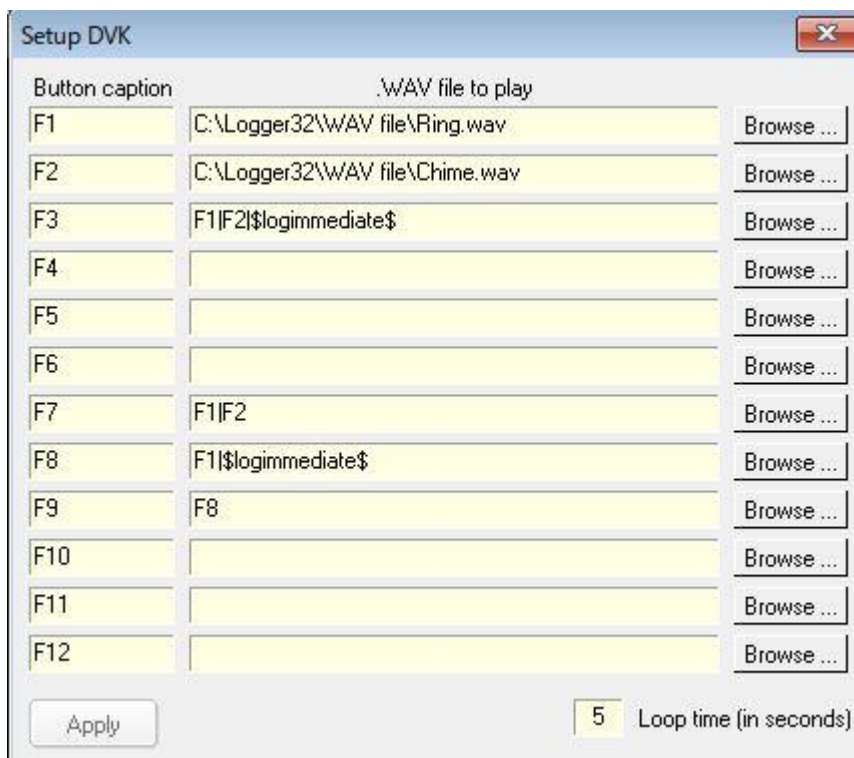 Setup DVK
Button caption .WAV file to play
F1 C:\Logger32\WAV file\Ring.wav Browse ...
F2 C:\Logger32\WAV file\Chime.wav Browse ...
F3 F1|F2|$logimmediate$ Browse ...
F4 Browse ...
F5 Browse ...
F6 Browse ...
F7 F1|F2 Browse ...
F8 F1|$logimmediate$ Browse ...
F9 F8 Browse ...
F10 Browse ...
F11 Browse ...
F12 Browse ...
Apply 5 Loop time (in seconds)